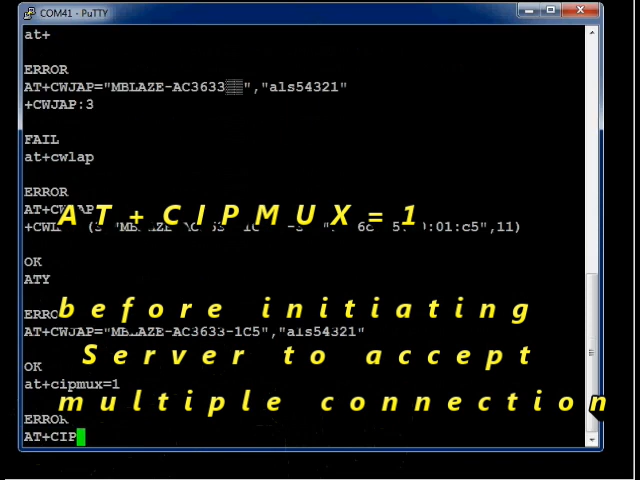 COM41 - PuTTY
at+
ERROR
AT+CWJAP="MBLAZE-AC3633▒▒","als54321"
+CWJAP:3
FAIL
at+cwlap
ERROR
AT + CIPMUX = 1
OK
ATY
before initiating
AT+CWJAP="MBLAZE-AC3633-1C5","als54321"
Server to accept
OK
at+cipmux=1
multiple connection
ERROR
AT+CIP